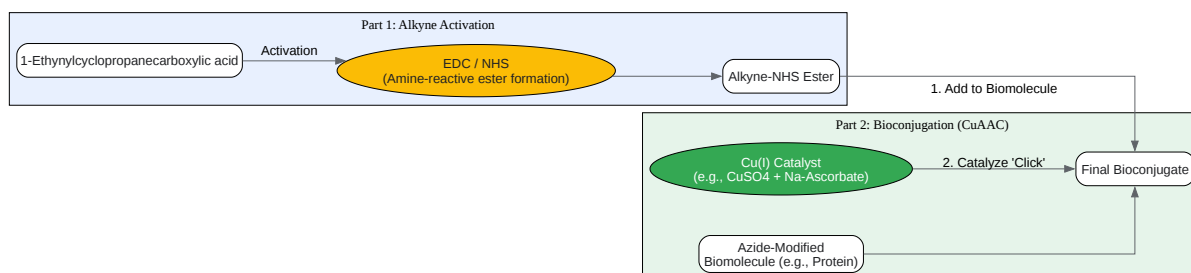 Part 1: Alkyne Activation
1-Ethynylcyclopropanecarboxylic acid
Activation
EDC / NHS
(Amine-reactive ester formation)
Alkyne-NHS Ester
1. Add to Biomolecule
Part 2: Bioconjugation (CuAAC)
Cu(I) Catalyst
(e.g., CuSO4 + Na-Ascorbate)
2. Catalyze 'Click'
Final Bioconjugate
Azide-Modified
Biomolecule (e.g., Protein)